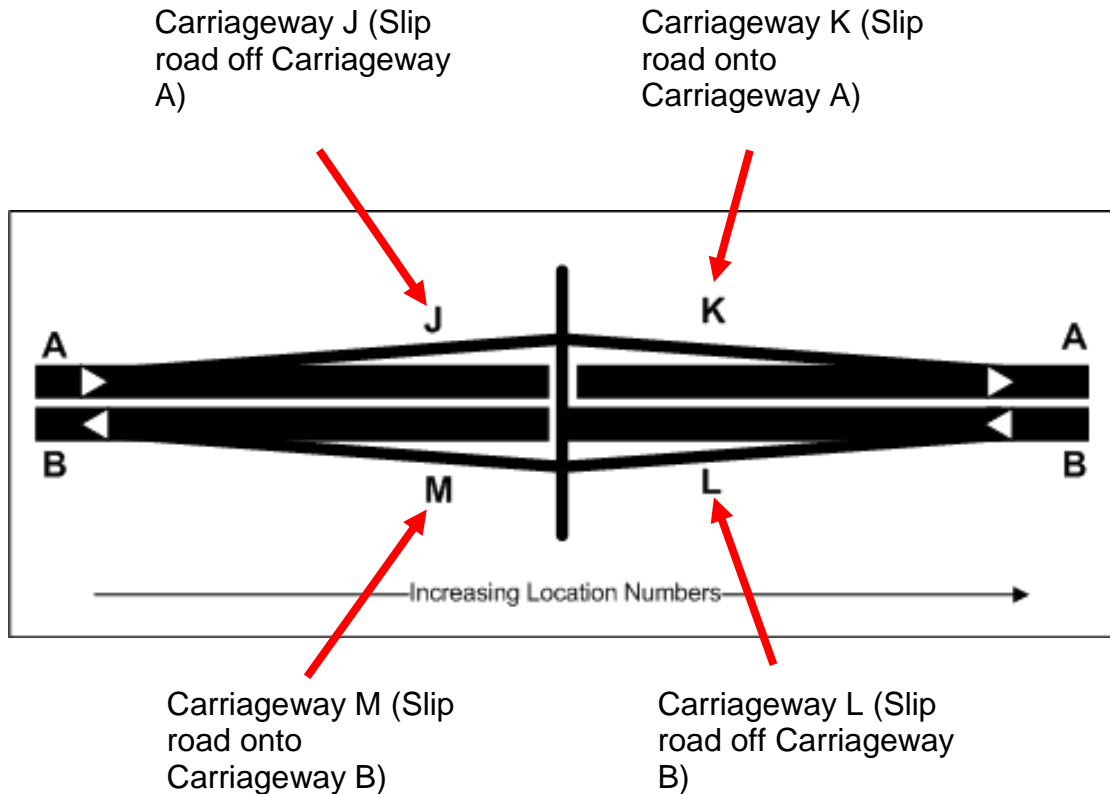 Carriageway J (Slip
road off Carriageway
A)
Carriageway K (Slip
road onto
Carriageway A)
J
K
A
A
B
B
M
L
Increasing Location Numbers
Carriageway M (Slip
road onto
Carriageway B)
Carriageway L (Slip
road off Carriageway
B)